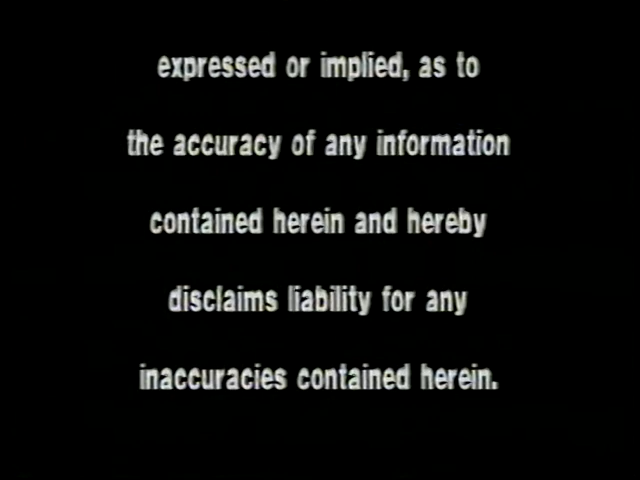 expressed or implied, as to
the accuracy of any information
contained herein and hereby
disclaims liability for any
inaccuracies contained herein.